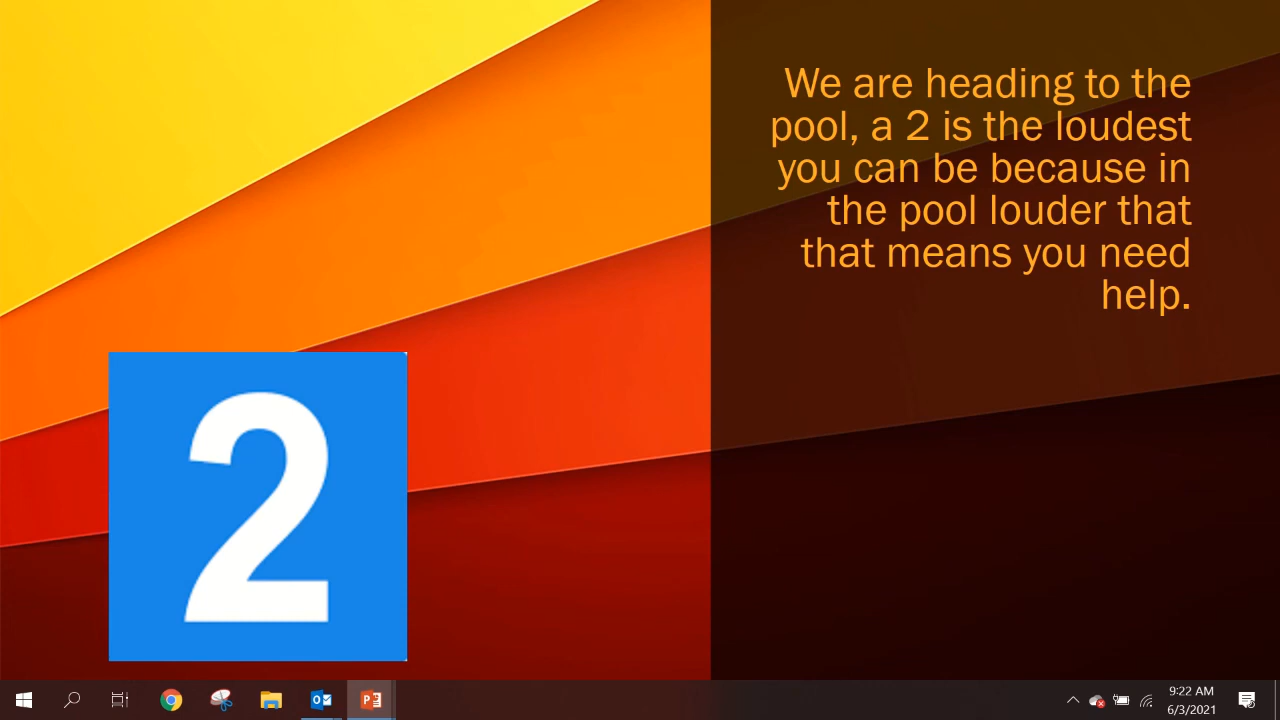 We are heading to the
pool, a 2 is the loudest
you can be because in
the pool louder that
that means you need
help.
2
9:22 AM
6/3/2021